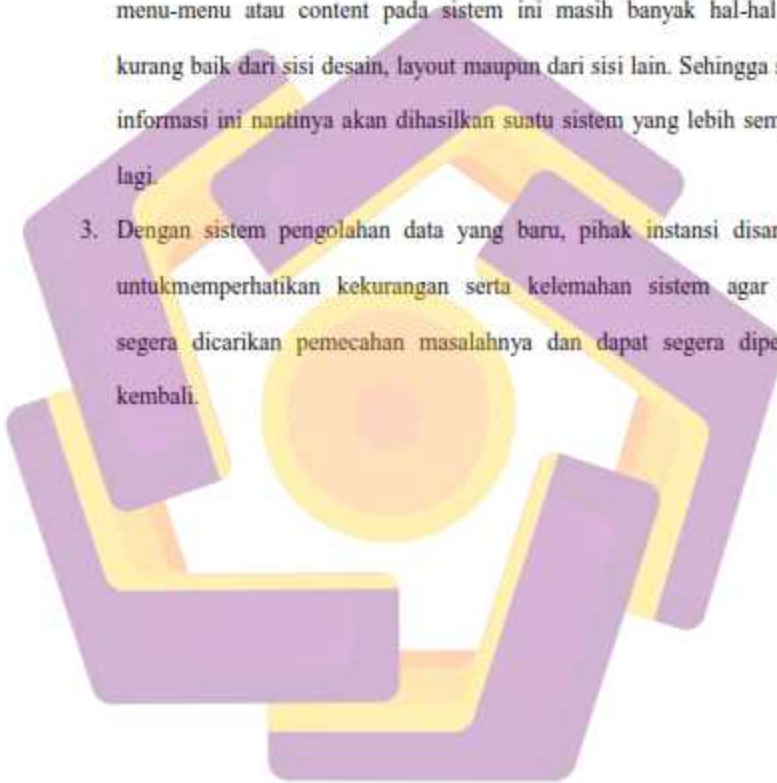 menu-menu atau content pada sistem ini masih banyak hal-hal
kurang baik dari sisi desain, layout maupun dari sisi lain. Sehingga
informasi ini nantinya akan dihasilkan suatu sistem yang lebih
lagi.
3. Dengan sistem pengolahan data yang baru, pihak instansi
untukmemperhatikan kekurangan serta kelemahan sistem agar
segera dicarikan pemecahan masalahnya dan dapat segera
kembali.